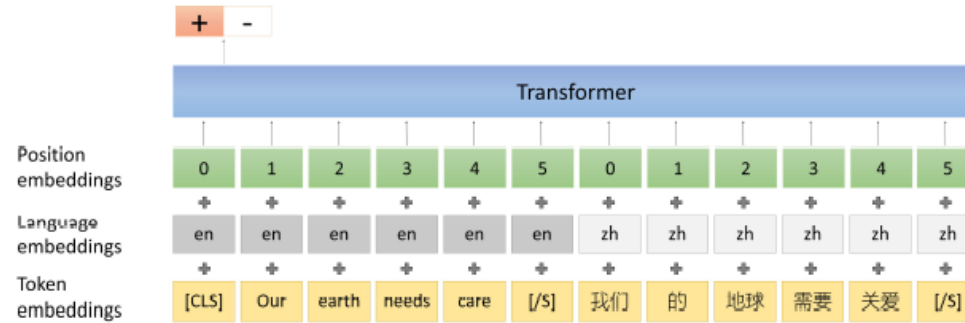 + -
Transformer
Position
embeddings
0 1 2 3 4 5 0 1 2 3 4 5
+ + + + + + + + + + + +
Language
embeddings
en en en en en en zh zh zh zh zh zh
+ + + + + + + + + + + +
Token
embeddings
[CLS] Our earth needs care [/S] 我们 的 地球 需要 关爱 [/S]